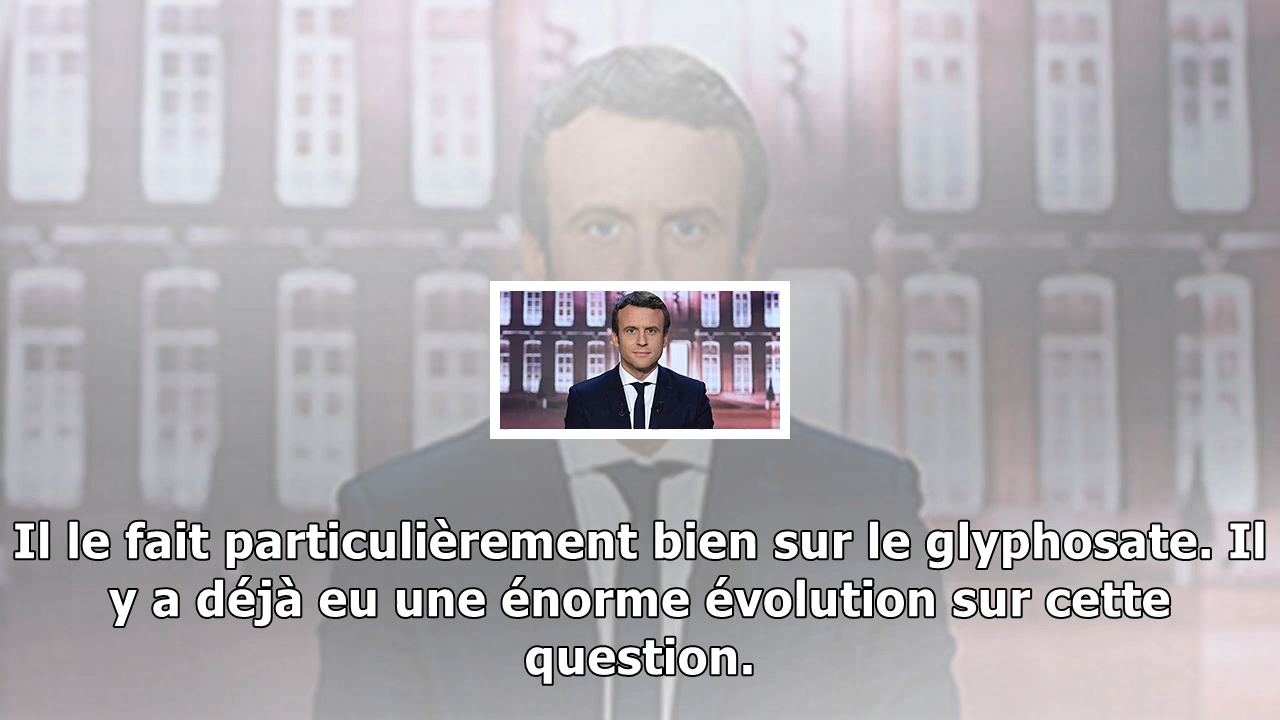 Il le fait particulièrement bien sur le glyphosate. Il
y a déjà eu une énorme évolution sur cette
question.